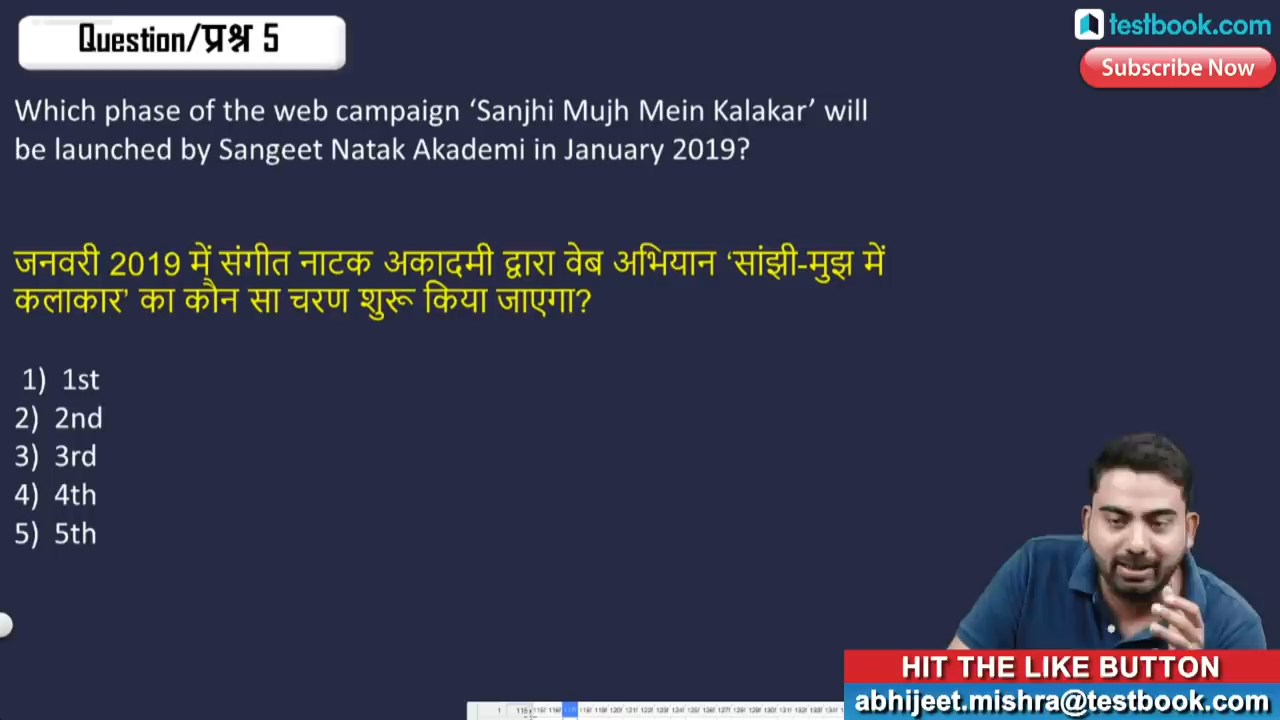 Question/प्रश्न 5
testbook.com
Subscribe Now
Which phase of the web campaign ‘Sanjhi Mujh Mein Kalakar’ will
be launched by Sangeet Natak Akademi in January 2019?
जनवरी 2019 में संगीत नाटक अकादमी द्वारा वेब अभियान ‘सांझी-मुझ में
कलाकार’ का कौन सा चरण शुरू किया जाएगा?
1) 1st
2) 2nd
3) 3rd
4) 4th
5) 5th
HIT THE LIKE BUTTON
abhijeet.mishra@testbook.com